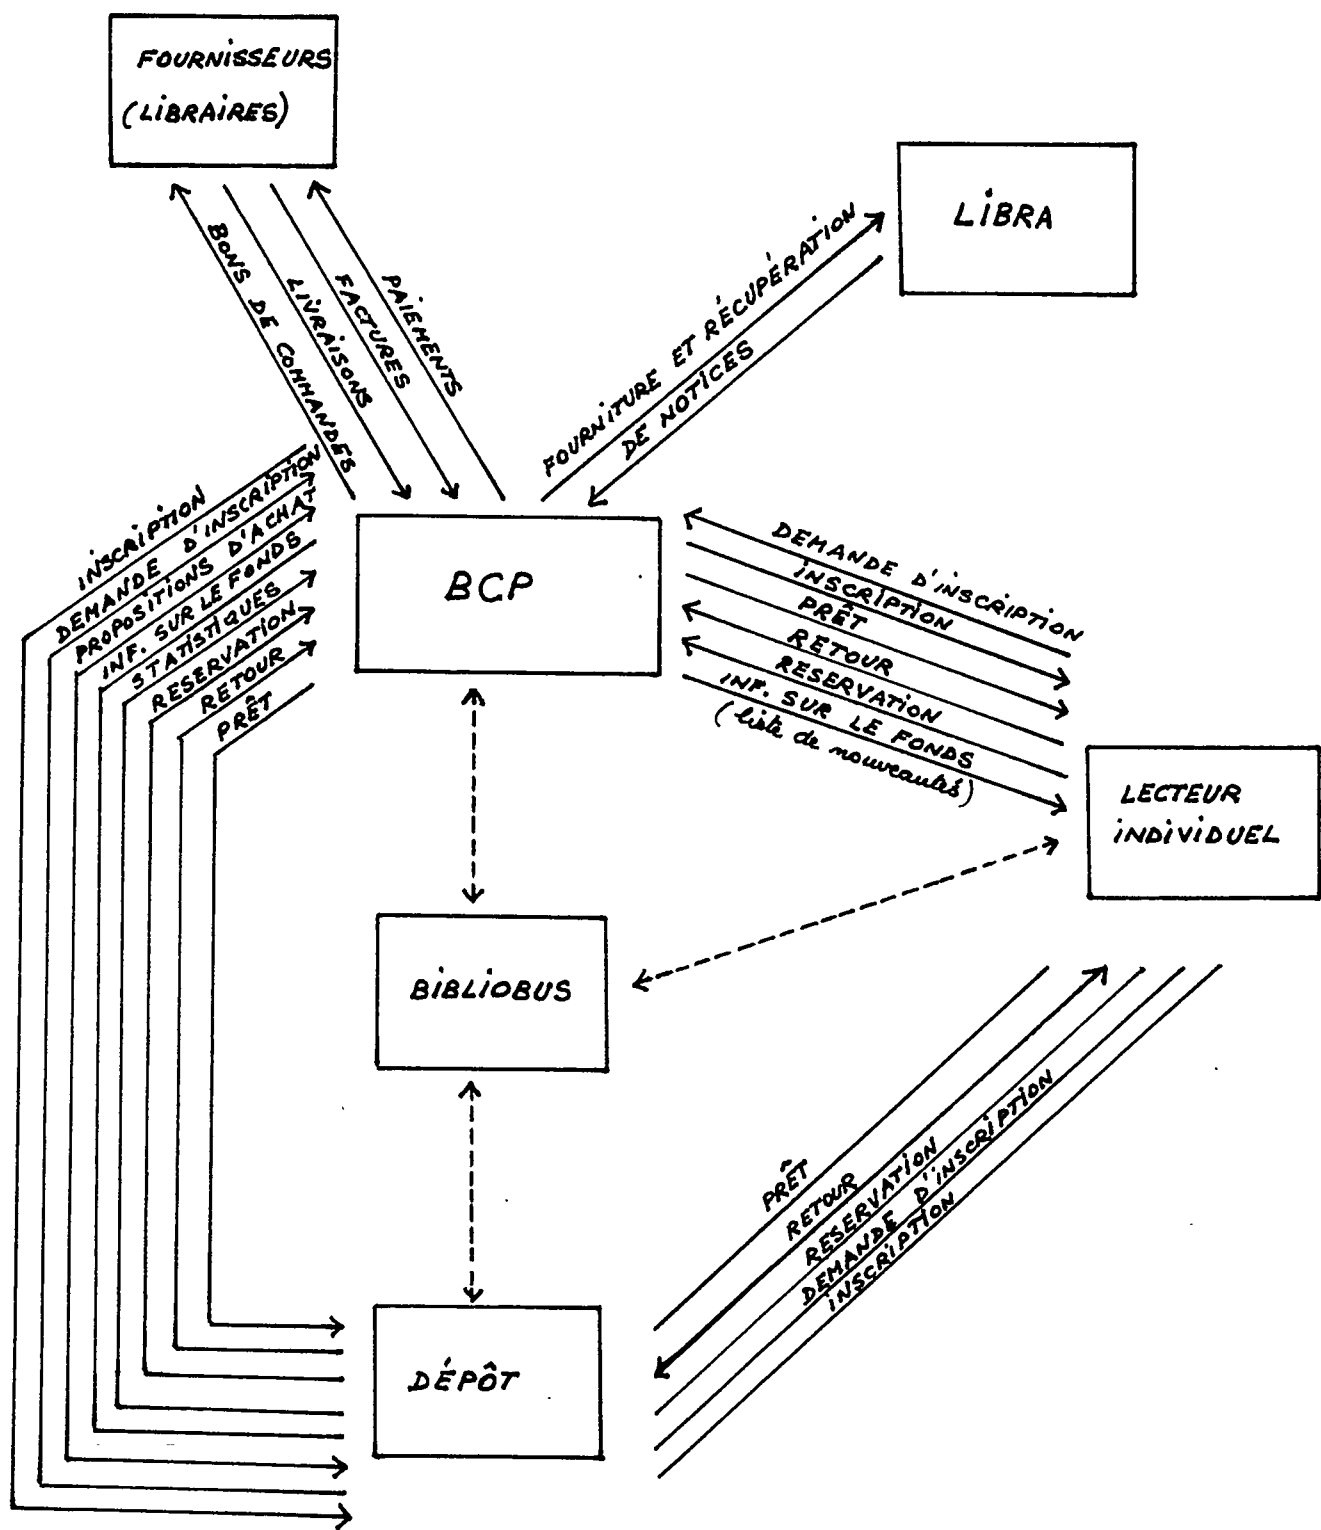 FOURNISSEURS
(LIBRAIRES)
LIBRA
BONS DE COMMANDES
LIVRAISONS
FACTURES
PAIEMENTS
FOURNITURE ET RÉCUPÉRATION
DE NOTICES
INSCRIPTION
DEMANDE D'INSCRIPTION
PROPOSITIONS D'ACHAT
INF. SUR LE FONDS
STATISTIQUES
RESERVATION
RETOUR
PRÊT
BCP
DEMANDE D'INSCRIPTION
INSCRIPTION
PRÊT
RETOUR
RESERVATION
INF. SUR LE FONDS
(liste de nouveautés)
LECTEUR
INDIVIDUEL
BIBLIOBUS
PRÊT
RETOUR
RESERVATION
DEMANDE D'INSCRIPTION
INSCRIPTION
DÉPÔT